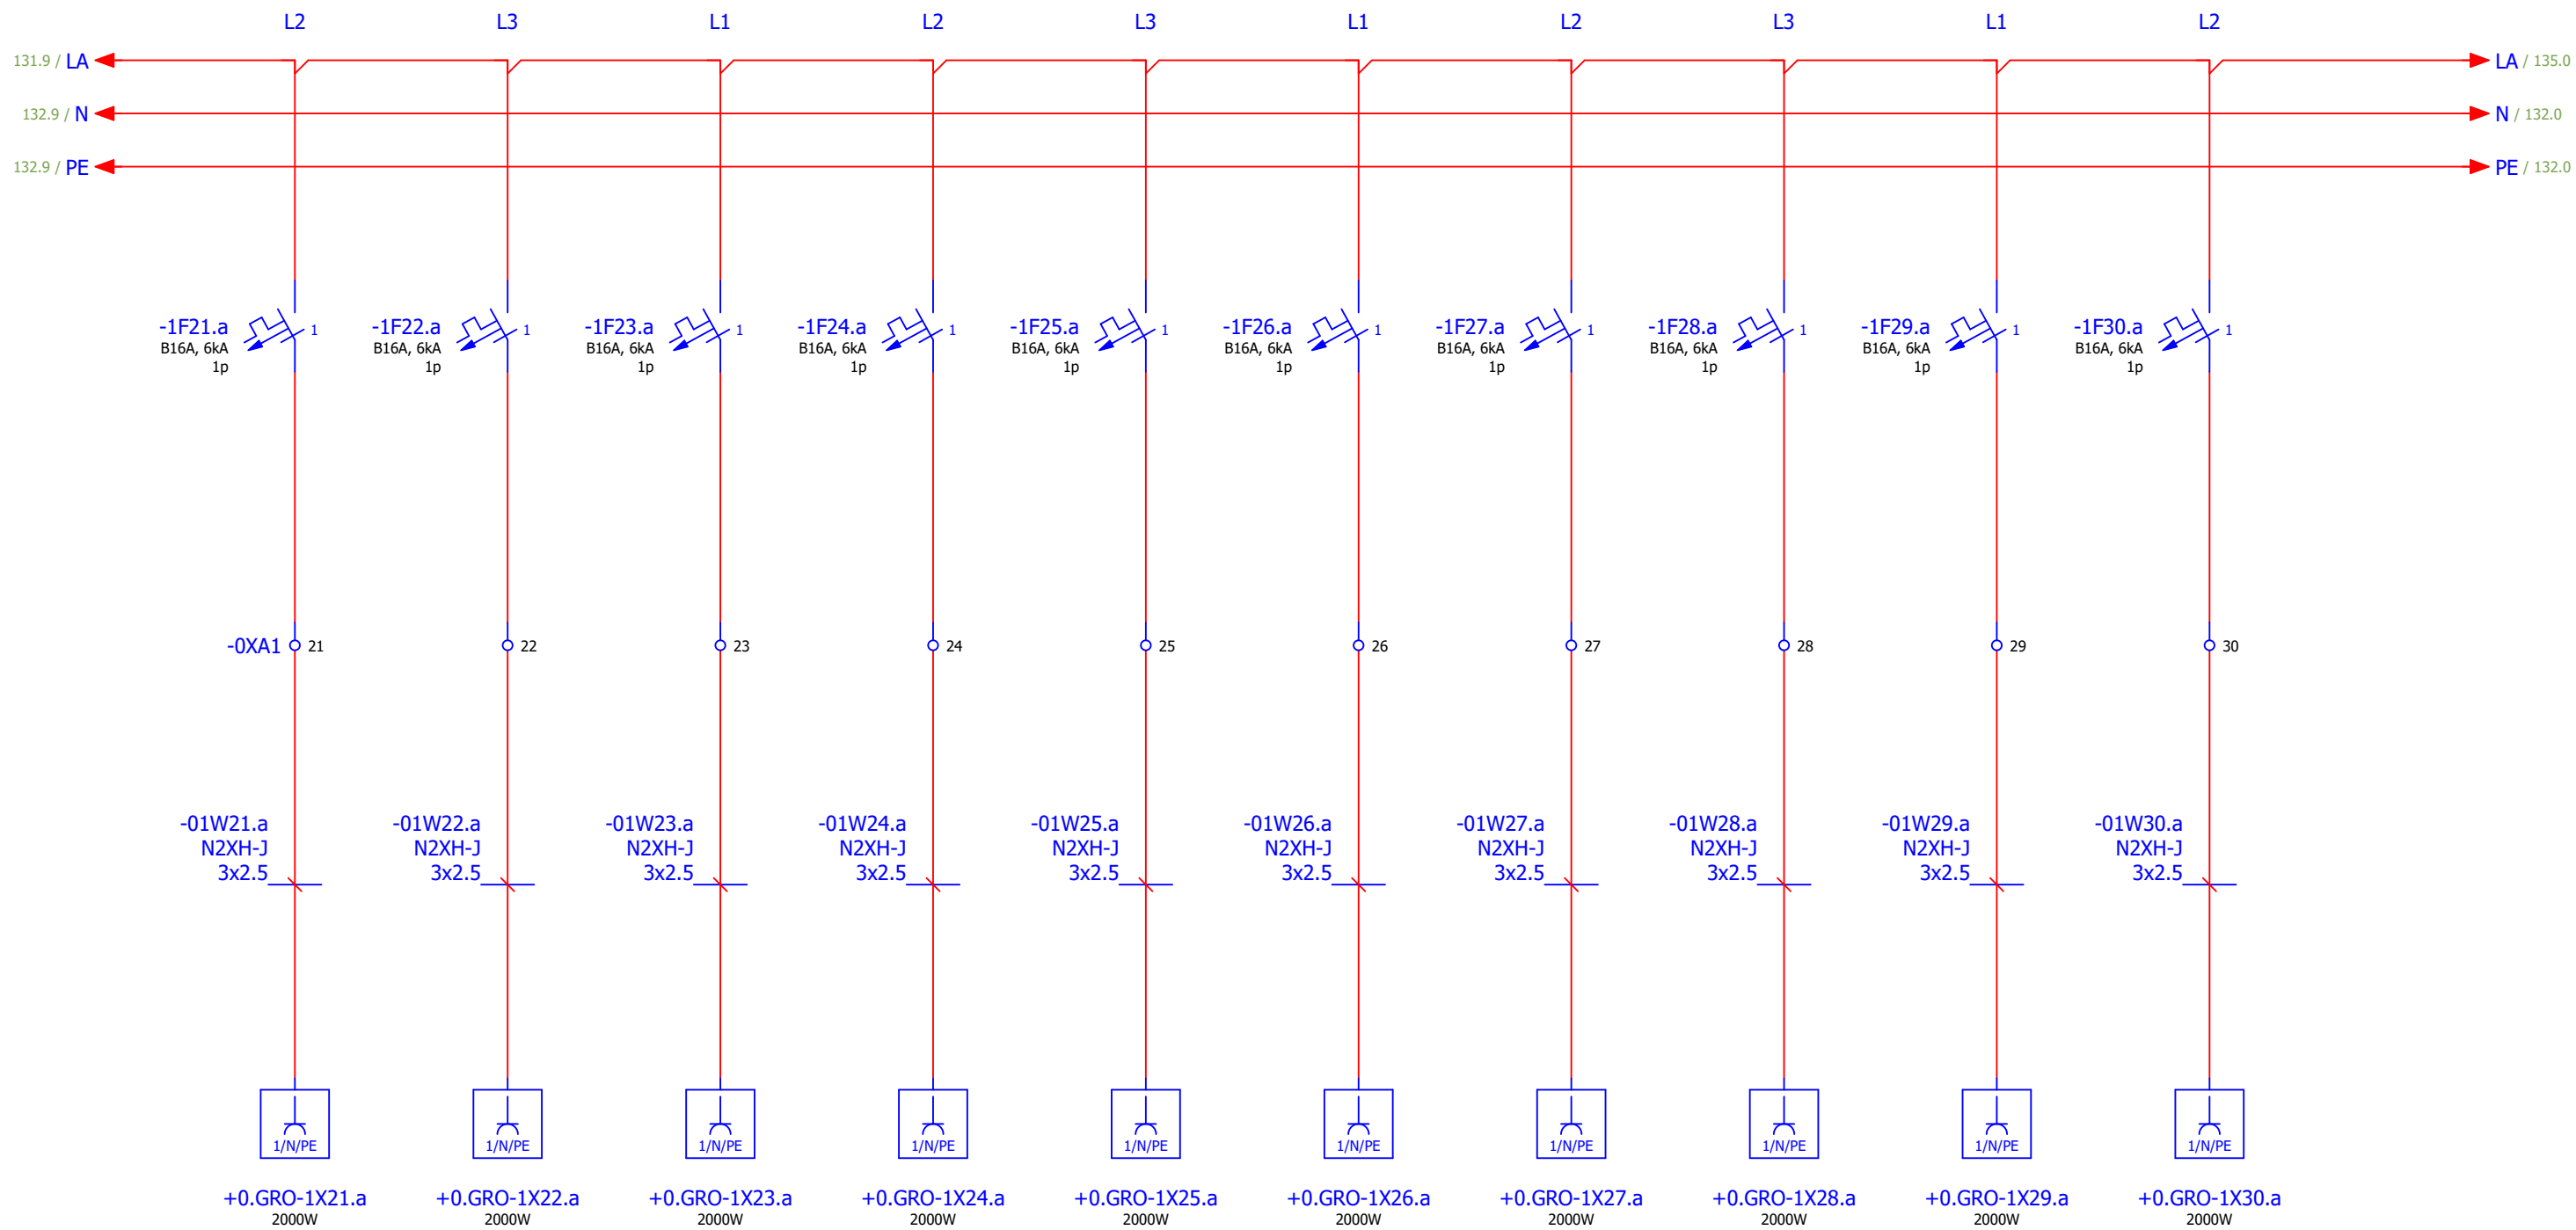 L2 L3 L1 L2 L3 L1 L2 L3 L1 L2
131.9 / LA LA / 135.0
132.9 / N N / 132.0
132.9 / PE PE / 132.0
-1F21.a 1 -1F22.a 1 -1F23.a 1 -1F24.a 1 -1F25.a 1 -1F26.a 1 -1F27.a 1 -1F28.a 1 -1F29.a 1 -1F30.a 1
B16A, 6kA B16A, 6kA B16A, 6kA B16A, 6kA B16A, 6kA B16A, 6kA B16A, 6kA B16A, 6kA B16A, 6kA B16A, 6kA
1p 1p 1p 1p 1p 1p 1p 1p 1p 1p
-0XA1 21 22 23 24 25 26 27 28 29 30
-01W21.a -01W22.a -01W23.a -01W24.a -01W25.a -01W26.a -01W27.a -01W28.a -01W29.a -01W30.a
N2XH-J N2XH-J N2XH-J N2XH-J N2XH-J N2XH-J N2XH-J N2XH-J N2XH-J N2XH-J
3x2.5 3x2.5 3x2.5 3x2.5 3x2.5 3x2.5 3x2.5 3x2.5 3x2.5 3x2.5
1/N/PE 1/N/PE 1/N/PE 1/N/PE 1/N/PE 1/N/PE 1/N/PE 1/N/PE 1/N/PE 1/N/PE
+0.GRO-1X21.a +0.GRO-1X22.a +0.GRO-1X23.a +0.GRO-1X24.a +0.GRO-1X25.a +0.GRO-1X26.a +0.GRO-1X27.a +0.GRO-1X28.a +0.GRO-1X29.a +0.GRO-1X30.a
2000W 2000W 2000W 2000W 2000W 2000W 2000W 2000W 2000W 2000W